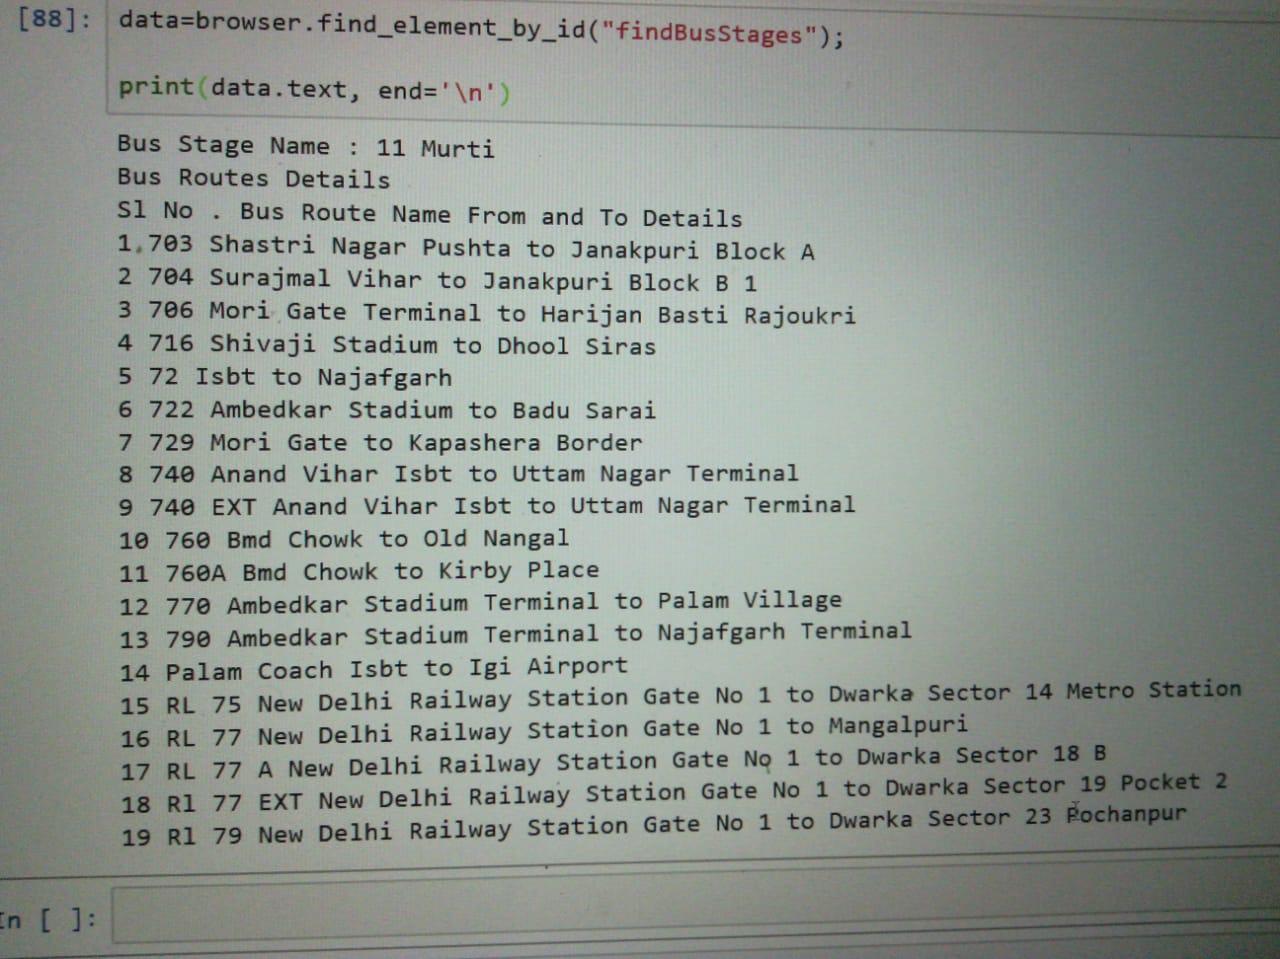 [88]: data=browser.find_element_by_id("findBusStages");
print(data.text, end='\n')
Bus Stage Name : 11 Murti
Bus Routes Details
Sl No . Bus Route Name From and To Details
1 703 Shastri Nagar Pushta to Janakpuri Block A
2 704 Surajmal Vihar to Janakpuri Block B 1
3 706 Mori Gate Terminal to Harijan Basti Rajoukri
4 716 Shivaji Stadium to Dhool Siras
5 72 Isbt to Najafgarh
6 722 Ambedkar Stadium to Badu Sarai
7 729 Mori Gate to Kapashera Border
8 740 Anand Vihar Isbt to Uttam Nagar Terminal
9 740 EXT Anand Vihar Isbt to Uttam Nagar Terminal
10 760 Bmd Chowk to Old Nangal
11 760A Bmd Chowk to Kirby Place
12 770 Ambedkar Stadium Terminal to Palam Village
13 790 Ambedkar Stadium Terminal to Najafgarh Terminal
14 Palam Coach Isbt to Igi Airport
15 RL 75 New Delhi Railway Station Gate No 1 to Dwarka Sector 14 Metro Station
16 RL 77 New Delhi Railway Station Gate No 1 to Mangalpuri
17 RL 77 A New Delhi Railway Station Gate No 1 to Dwarka Sector 18 B
18 Rl 77 EXT New Delhi Railway Station Gate No 1 to Dwarka Sector 19 Pocket 2
19 Rl 79 New Delhi Railway Station Gate No 1 to Dwarka Sector 23 Pochanpur
In [ ]: